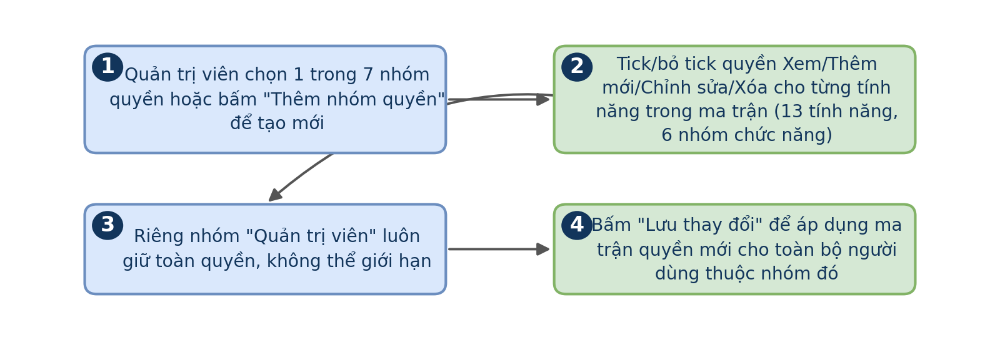 1
Quản trị viên chọn 1 trong 7 nhóm
quyền hoặc bấm "Thêm nhóm quyền"
để tạo mới
2
Tick/bỏ tick quyền Xem/Thêm
mới/Chỉnh sửa/Xóa cho từng tính
năng trong ma trận (13 tính năng,
6 nhóm chức năng)
3
Riêng nhóm "Quản trị viên" luôn
giữ toàn quyền, không thể giới hạn
4
Bấm "Lưu thay đổi" để áp dụng ma
trận quyền mới cho toàn bộ người
dùng thuộc nhóm đó